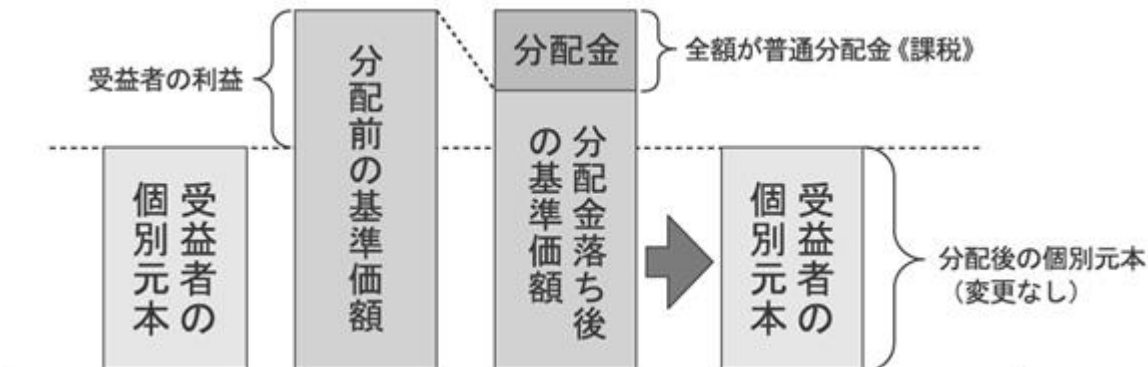 受益者の利益
分配前の基準価額
分配金
全額が普通分配金《課税》
受益者の
個別元本
分配金落ち後
の基準価額
受益者の
個別元本
分配後の個別元本
（変更なし）